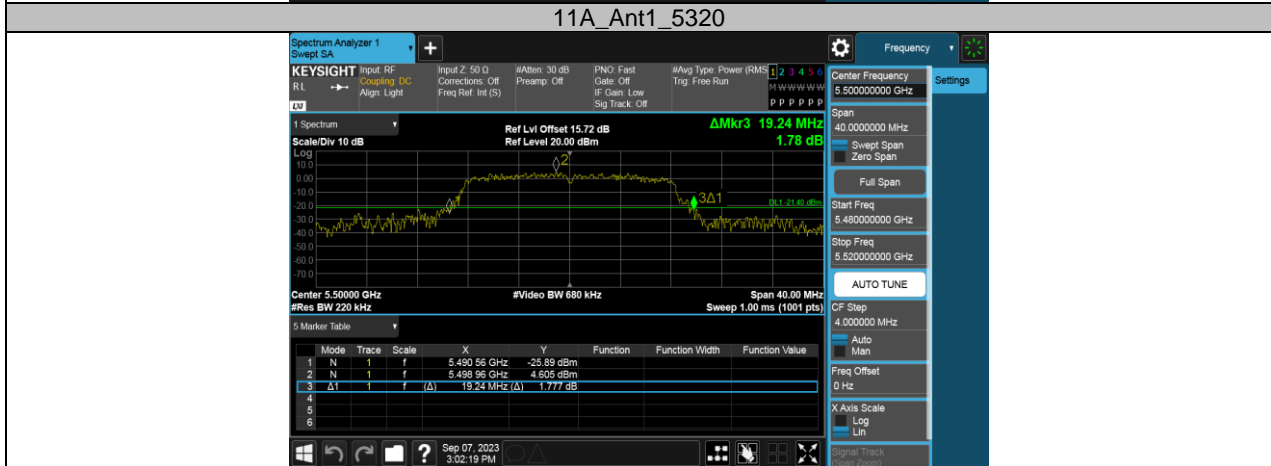 11A_Ant1_5320
Spectrum Analyzer 1
Swept SA
Frequency
KEYSIGHT
RL
LXI
Input: RF
Coupling: DC
Align: Light
Input Z: 50 Ω
Corrections: Off
Freq Ref: Int (S)
#Atten: 30 dB
Preamp: Off
PNO: Fast
Gate: Off
IF Gain: Low
Sig Track: Off
#Avg Type: Power (RMS
Trig: Free Run
1 2 3 4 5 6
M W W W W W
P P P P P P
Center Frequency
5.500000000 GHz
Settings
1 Spectrum
Scale/Div 10 dB
Ref Lvl Offset 15.72 dB
Ref Level 20.00 dBm
ΔMkr3 19.24 MHz
1.78 dB
Log
10.0
0.00
-10.0
-20.0
-30.0
-40.0
-50.0
-60.0
-70.0
2
3Δ1
DL1 -21.40 dBm
Center 5.50000 GHz
#Res BW 220 kHz
#Video BW 680 kHz
Span 40.00 MHz
Sweep 1.00 ms (1001 pts)
Span
40.0000000 MHz
Swept Span
Zero Span
Full Span
Start Freq
5.480000000 GHz
Stop Freq
5.520000000 GHz
AUTO TUNE
CF Step
4.000000 MHz
Auto
Man
Freq Offset
0 Hz
X Axis Scale
Log
Lin
Signal Track
(Span Zoom)
5 Marker Table
Mode Trace Scale X Y Function Function Width Function Value
1 N 1 f 5.490 56 GHz -25.89 dBm
2 N 1 f 5.498 96 GHz 4.605 dBm
3 Δ1 1 f (Δ) 19.24 MHz (Δ) 1.777 dB
4
5
6
?
Sep 07, 2023
3:02:19 PM